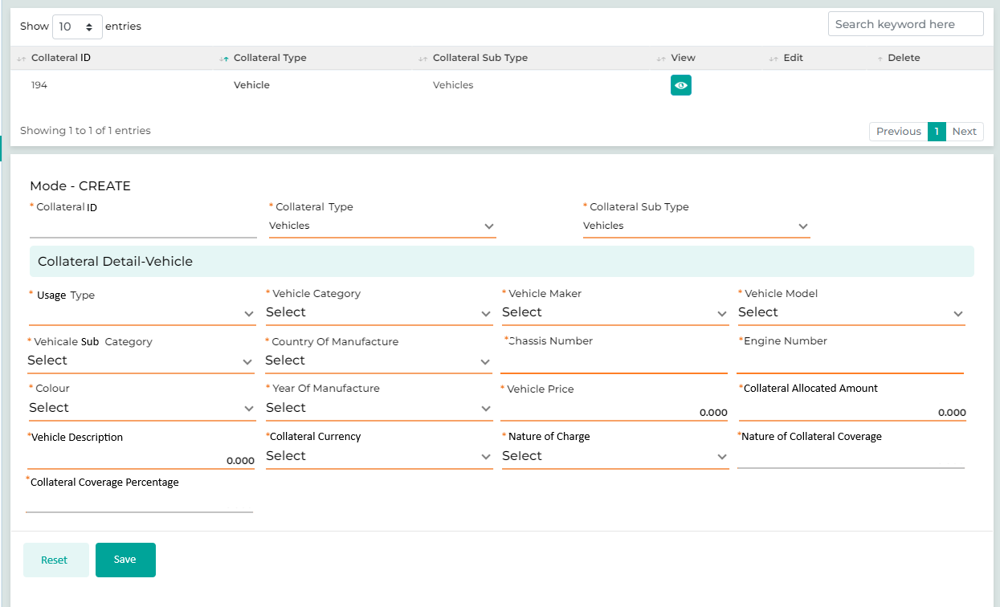 Show 10 entries Search keyword here
Collateral ID Collateral Type Collateral Sub Type View Edit Delete
194 Vehicle Vehicles
Showing 1 to 1 of 1 entries Previous 1 Next
Mode - CREATE
* Collateral ID * Collateral Type * Collateral Sub Type
Vehicles Vehicles
Collateral Detail-Vehicle
* Usage Type * Vehicle Category * Vehicle Maker * Vehicle Model
Select Select Select
* Vehicale Sub Category * Country Of Manufacture *Chassis Number *Engine Number
Select Select
* Colour * Year Of Manufacture * Vehicle Price *Collateral Allocated Amount
Select Select 0.000 0.000
*Vehicle Description *Collateral Currency * Nature of Charge *Nature of Collateral Coverage
0.000 Select Select
*Collateral Coverage Percentage
Reset Save